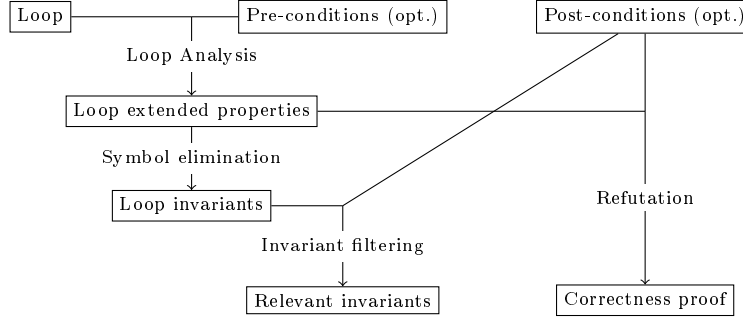 Loop
Pre-conditions (opt.)
Post-conditions (opt.)
Loop Analysis
Loop extended properties
Symbol elimination
Loop invariants
Refutation
Invariant filtering
Relevant invariants
Correctness proof